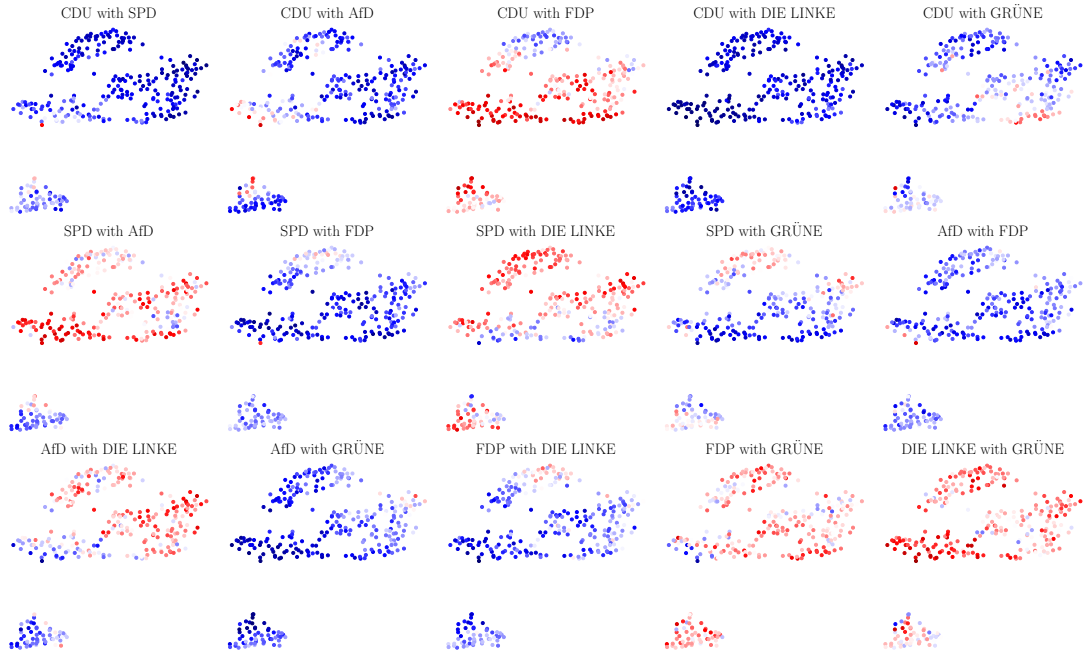 CDU with SPD
CDU with AfD
CDU with FDP
CDU with DIE LINKE
CDU with GRÜNE
SPD with AfD
SPD with FDP
SPD with DIE LINKE
SPD with GRÜNE
AfD with FDP
AfD with DIE LINKE
AfD with GRÜNE
FDP with DIE LINKE
FDP with GRÜNE
DIE LINKE with GRÜNE